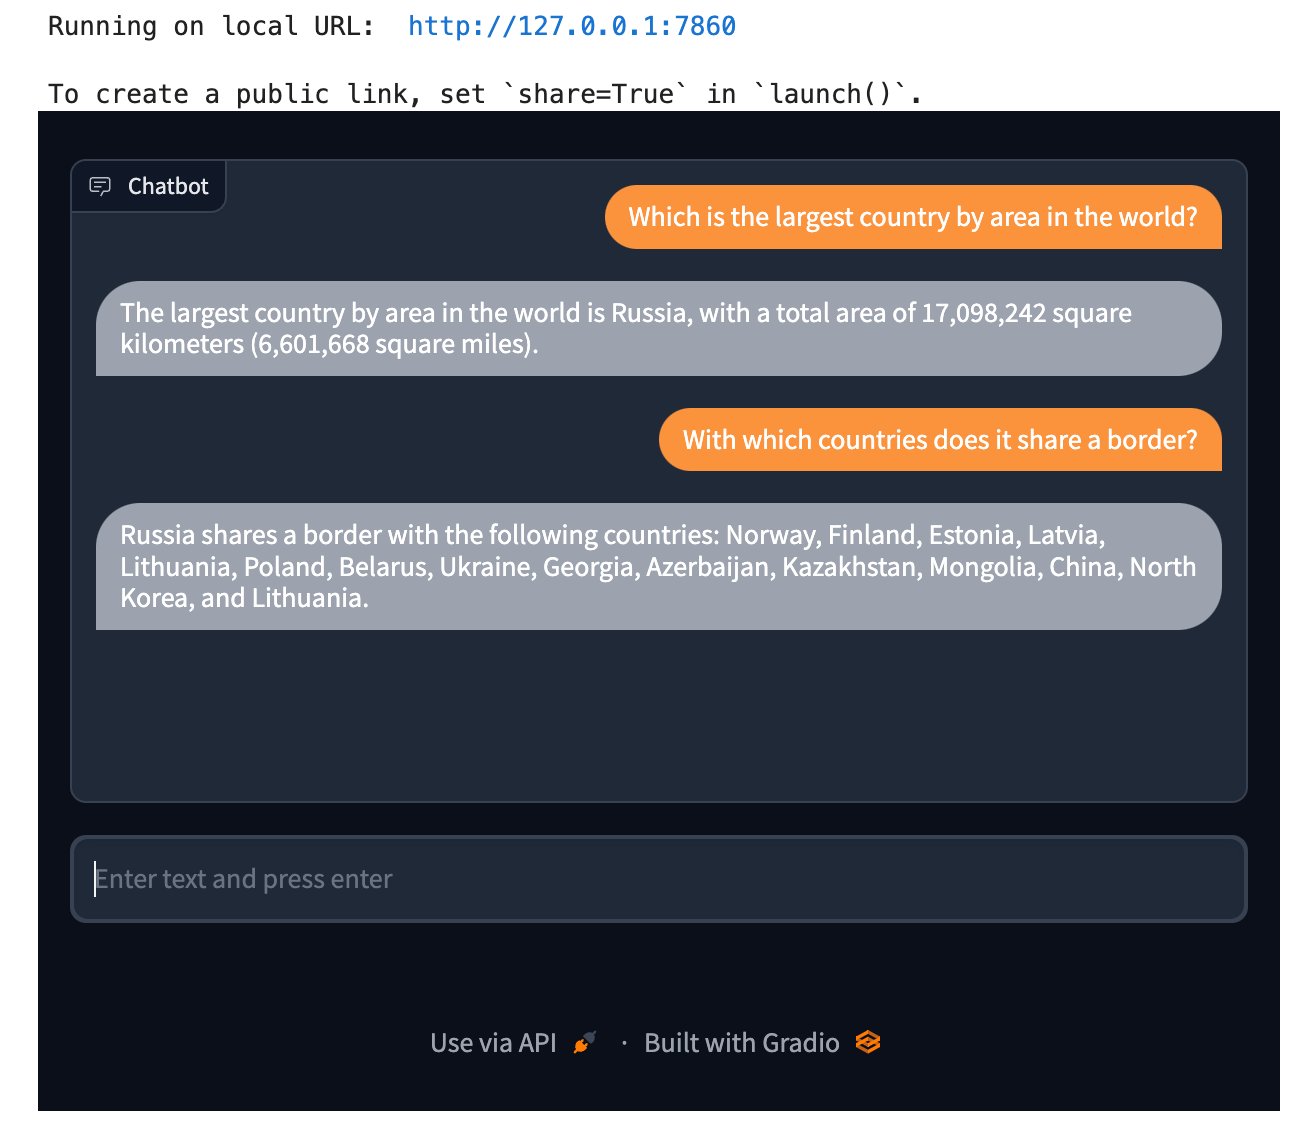 Running on local URL:  http://127.0.0.1:7860
To create a public link, set `share=True` in `launch()`.
Chatbot
Which is the largest country by area in the world?
The largest country by area in the world is Russia, with a total area of 17,098,242 square
kilometers (6,601,668 square miles).
With which countries does it share a border?
Russia shares a border with the following countries: Norway, Finland, Estonia, Latvia,
Lithuania, Poland, Belarus, Ukraine, Georgia, Azerbaijan, Kazakhstan, Mongolia, China, North
Korea, and Lithuania.
Enter text and press enter
Use via API · Built with Gradio